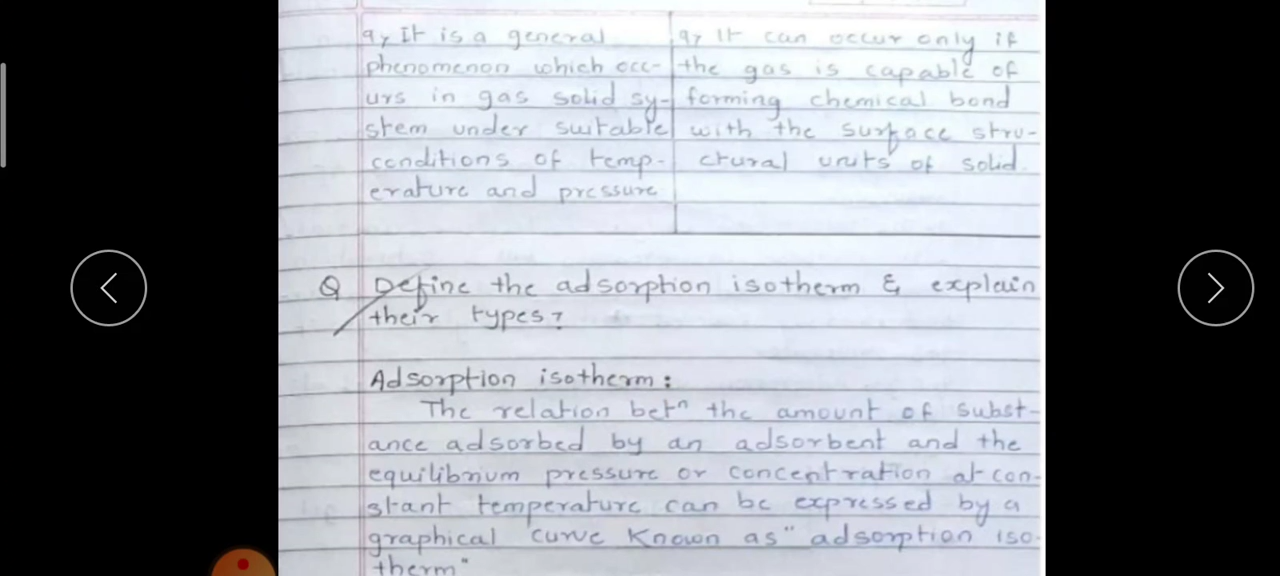 9, It is a general
phenomenon which occ-
urs in gas solid sy-
stem under suitable
conditions of temp-
erature and pressure
9, It can occur only if
the gas is capable of
forming chemical bond
with the surface stru-
ctural units of solid.
Q Define the adsorption isotherm & explain
their types?
Adsorption isotherm:
The relation betⁿ the amount of subst-
ance adsorbed by an adsorbent and the
equilibrium pressure or concentration at con-
stant temperature can be expressed by a
graphical curve known as "adsorption iso-
therm"